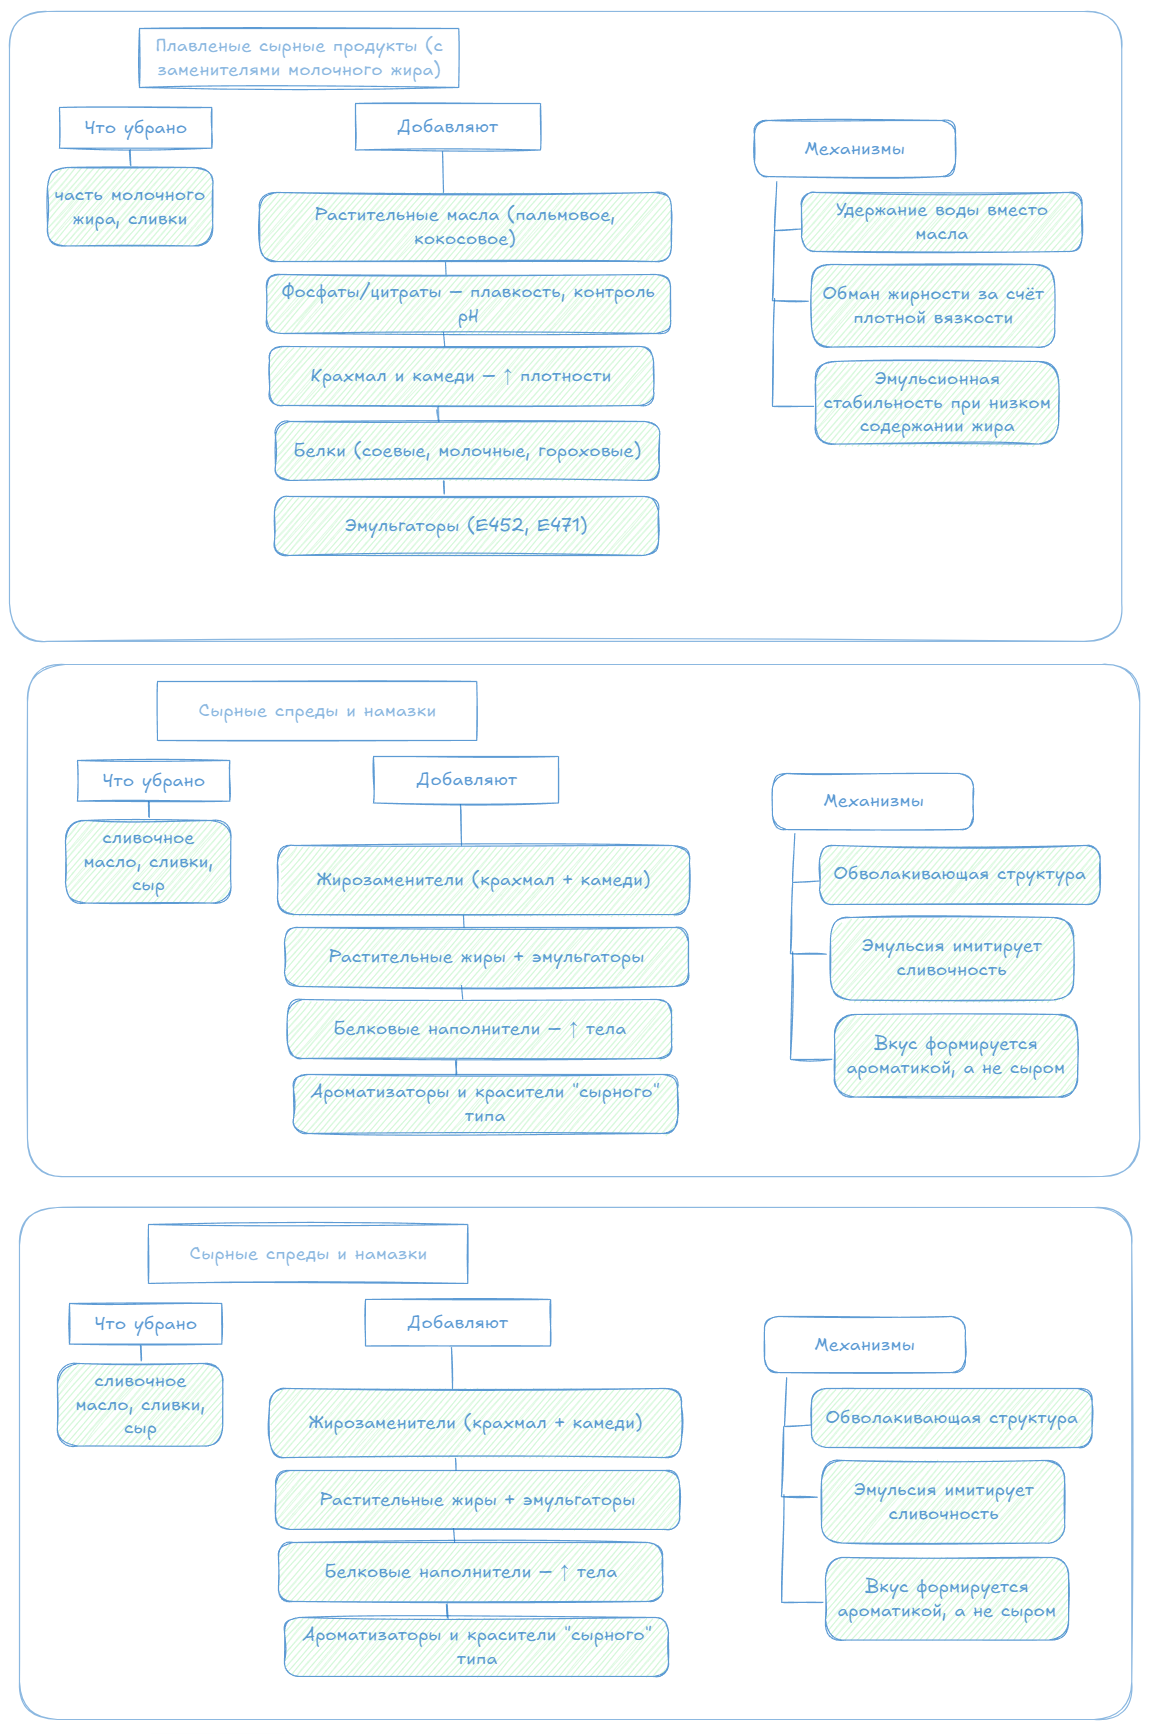 Плавленые сырные продукты (с
заменителями молочного жира)
Что убрано
часть молочного
жира, сливки
Добавляют
Растительные масла (пальмовое,
кокосовое)
Фосфаты/цитраты — плавкость, контроль
pH
Крахмал и камеди — ↑ плотности
Белки (соевые, молочные, гороховые)
Эмульгаторы (E452, E471)
Механизмы
Удержание воды вместо
масла
Обман жирности за счёт
плотной вязкости
Эмульсионная
стабильность при низком
содержании жира
Сырные спреды и намазки
Что убрано
сливочное
масло, сливки,
сыр
Добавляют
Жирозаменители (крахмал + камеди)
Растительные жиры + эмульгаторы
Белковые наполнители — ↑ тела
Ароматизаторы и красители "сырного"
типа
Механизмы
Обволакивающая структура
Эмульсия имитирует
сливочность
Вкус формируется
ароматикой, а не сыром
Сырные спреды и намазки
Что убрано
сливочное
масло, сливки,
сыр
Добавляют
Жирозаменители (крахмал + камеди)
Растительные жиры + эмульгаторы
Белковые наполнители — ↑ тела
Ароматизаторы и красители "сырного"
типа
Механизмы
Обволакивающая структура
Эмульсия имитирует
сливочность
Вкус формируется
ароматикой, а не сыром